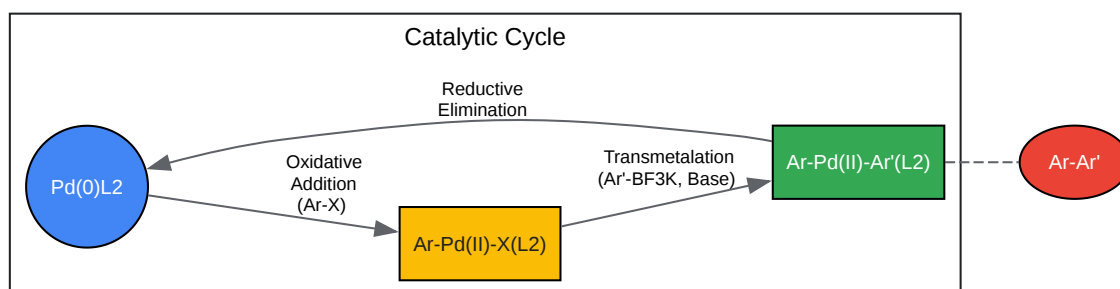 Catalytic Cycle
Reductive
Elimination
Pd(0)L2
Oxidative
Addition
(Ar-X)
Ar-Pd(II)-X(L2)
Transmetalation
(Ar'-BF3K, Base)
Ar-Pd(II)-Ar'(L2)
Ar-Ar'